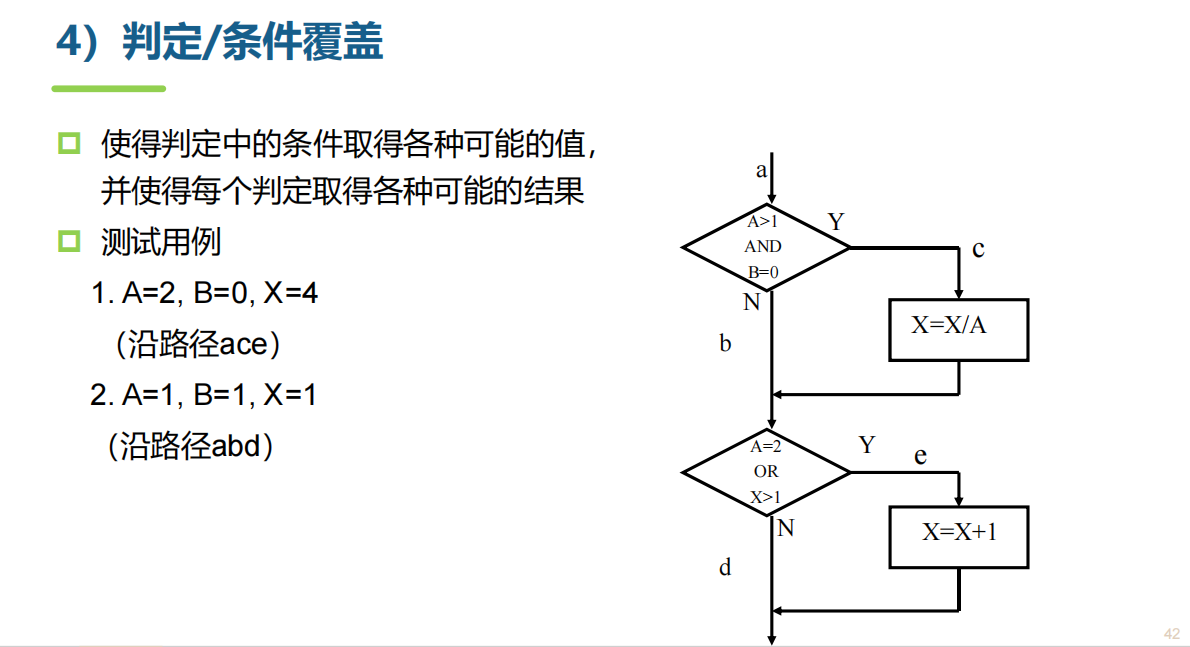 4）判定/条件覆盖
使得判定中的条件取得各种可能的值，
并使得每个判定取得各种可能的结果
测试用例
1. A=2, B=0, X=4
（沿路径ace）
2. A=1, B=1, X=1
（沿路径abd）
a
A>1
AND
B=0
Y
c
N
X=X/A
b
A=2
OR
X>1
Y
e
N
X=X+1
d
42